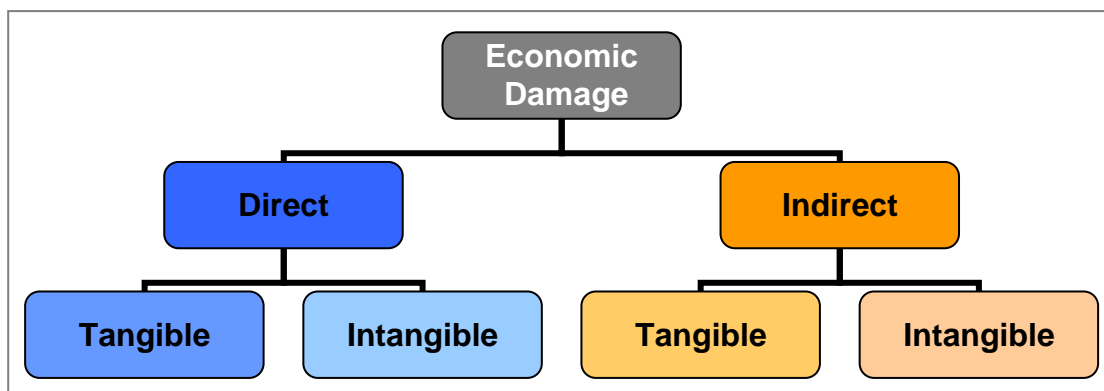 Economic
Damage
Direct
Indirect
Tangible
Intangible
Tangible
Intangible